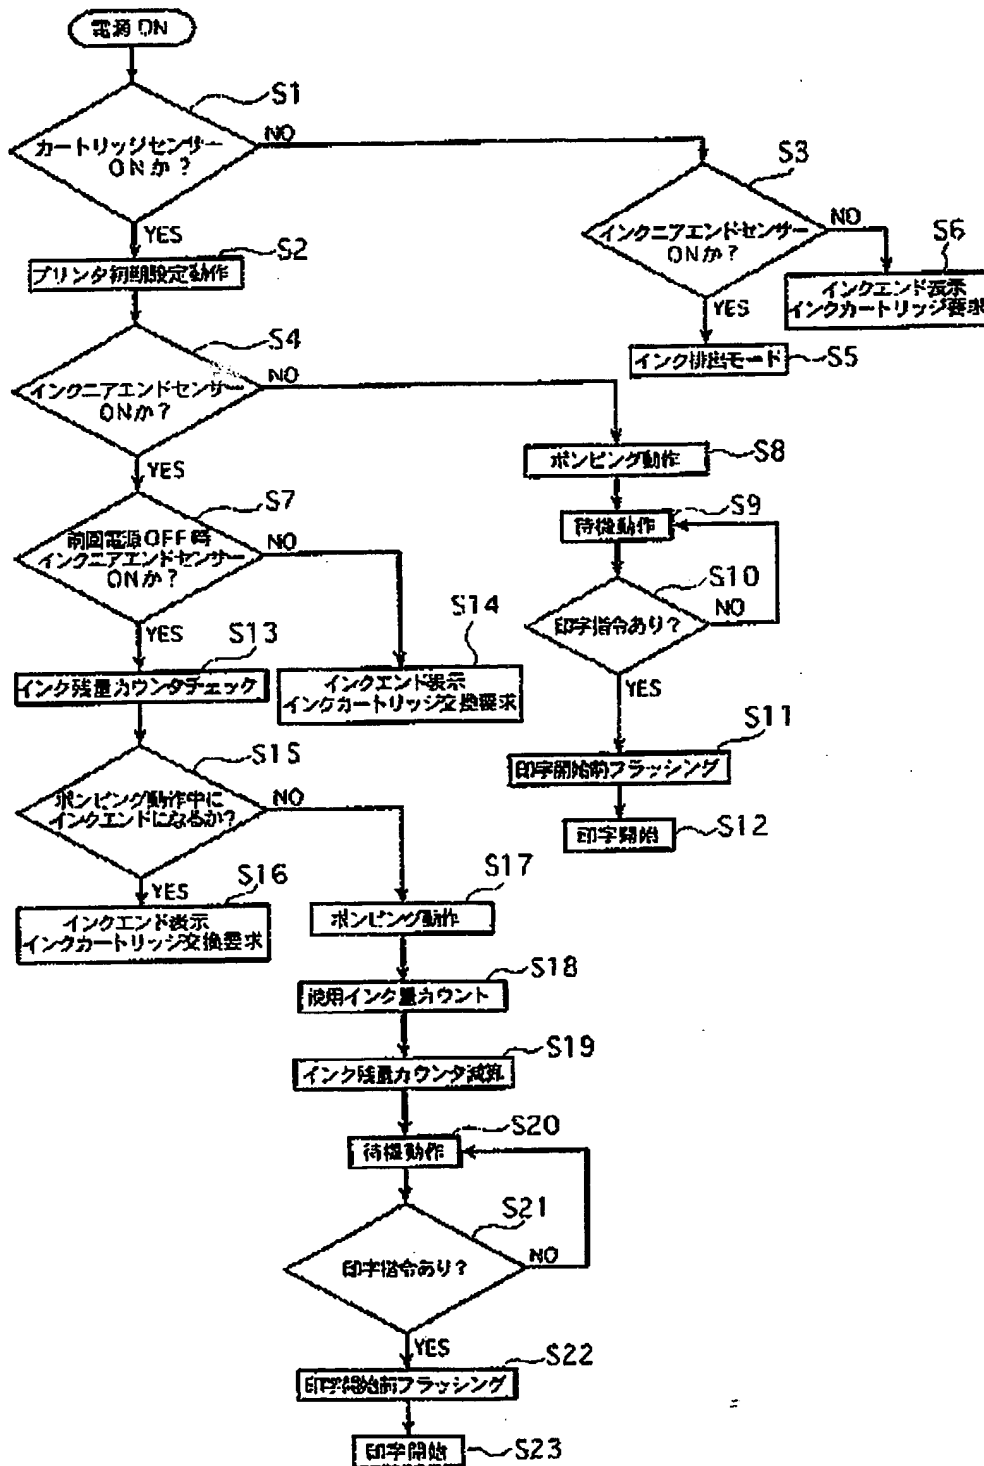 電源 ON
S1
カートリッジセンサー
ONか？
NO
YES
S3
インクニアエンドセンサー
ONか？
NO
YES
S6
インクエンド表示
インクカートリッジ要求
S2
プリンタ初期設定動作
インク排出モード
S5
S4
インクニアエンドセンサー
ONか？
NO
YES
ポンピング動作
S8
S7
前回電源OFF時
インクニアエンドセンサー
ONか？
NO
YES
待機動作
S9
S10
印字指令あり？
NO
YES
S13
インク残量カウンタチェック
S14
インクエンド表示
インクカートリッジ交換要求
S11
印字開始前フラッシング
S12
印字開始
S15
ポンピング動作中に
インクエンドになるか？
NO
YES
S16
インクエンド表示
インクカートリッジ交換要求
S17
ポンピング動作
S18
使用インク量カウント
S19
インク残量カウンタ減算
S20
待機動作
S21
印字指令あり？
NO
YES
S22
印字開始前フラッシング
印字開始
S23